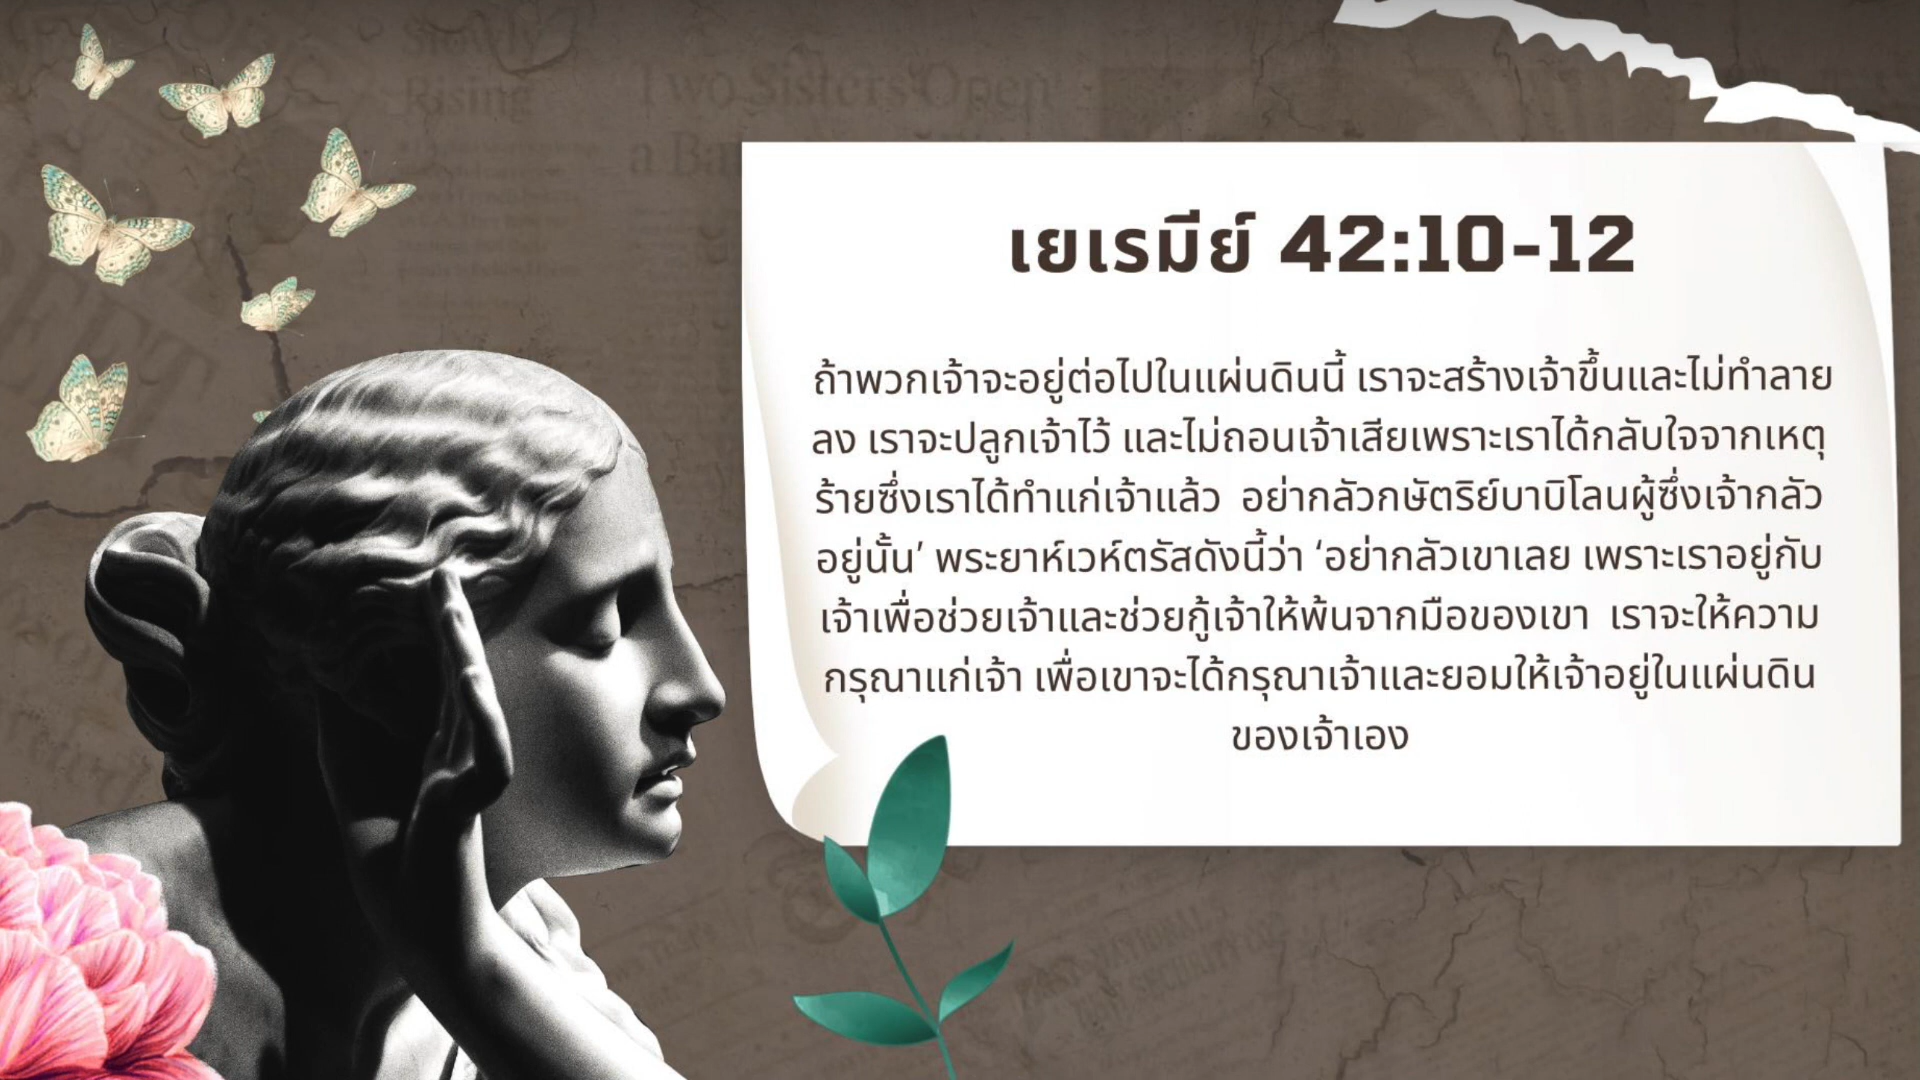 Slowly
Rising
Two Sisters Open
a Ba
เยเรมีย์ 42:10-12
ถ้าพวกเจ้าจะอยู่ต่อไปในแผ่นดินนี้ เราจะสร้างเจ้าขึ้นและไม่ทำลาย
ลง เราจะปลูกเจ้าไว้ และไม่ถอนเจ้าเสียเพราะเราได้กลับใจจากเหตุ
ร้ายซึ่งเราได้ทำแก่เจ้าแล้ว อย่ากลัวกษัตริย์บาบิโลนผู้ซึ่งเจ้ากลัว
อยู่นั้น’ พระยาห์เวห์ตรัสดังนี้ว่า ‘อย่ากลัวเขาเลย เพราะเราอยู่กับ
เจ้าเพื่อช่วยเจ้าและช่วยกู้เจ้าให้พ้นจากมือของเขา เราจะให้ความ
กรุณาแก่เจ้า เพื่อเขาจะได้กรุณาเจ้าและยอมให้เจ้าอยู่ในแผ่นดิน
ของเจ้าเอง